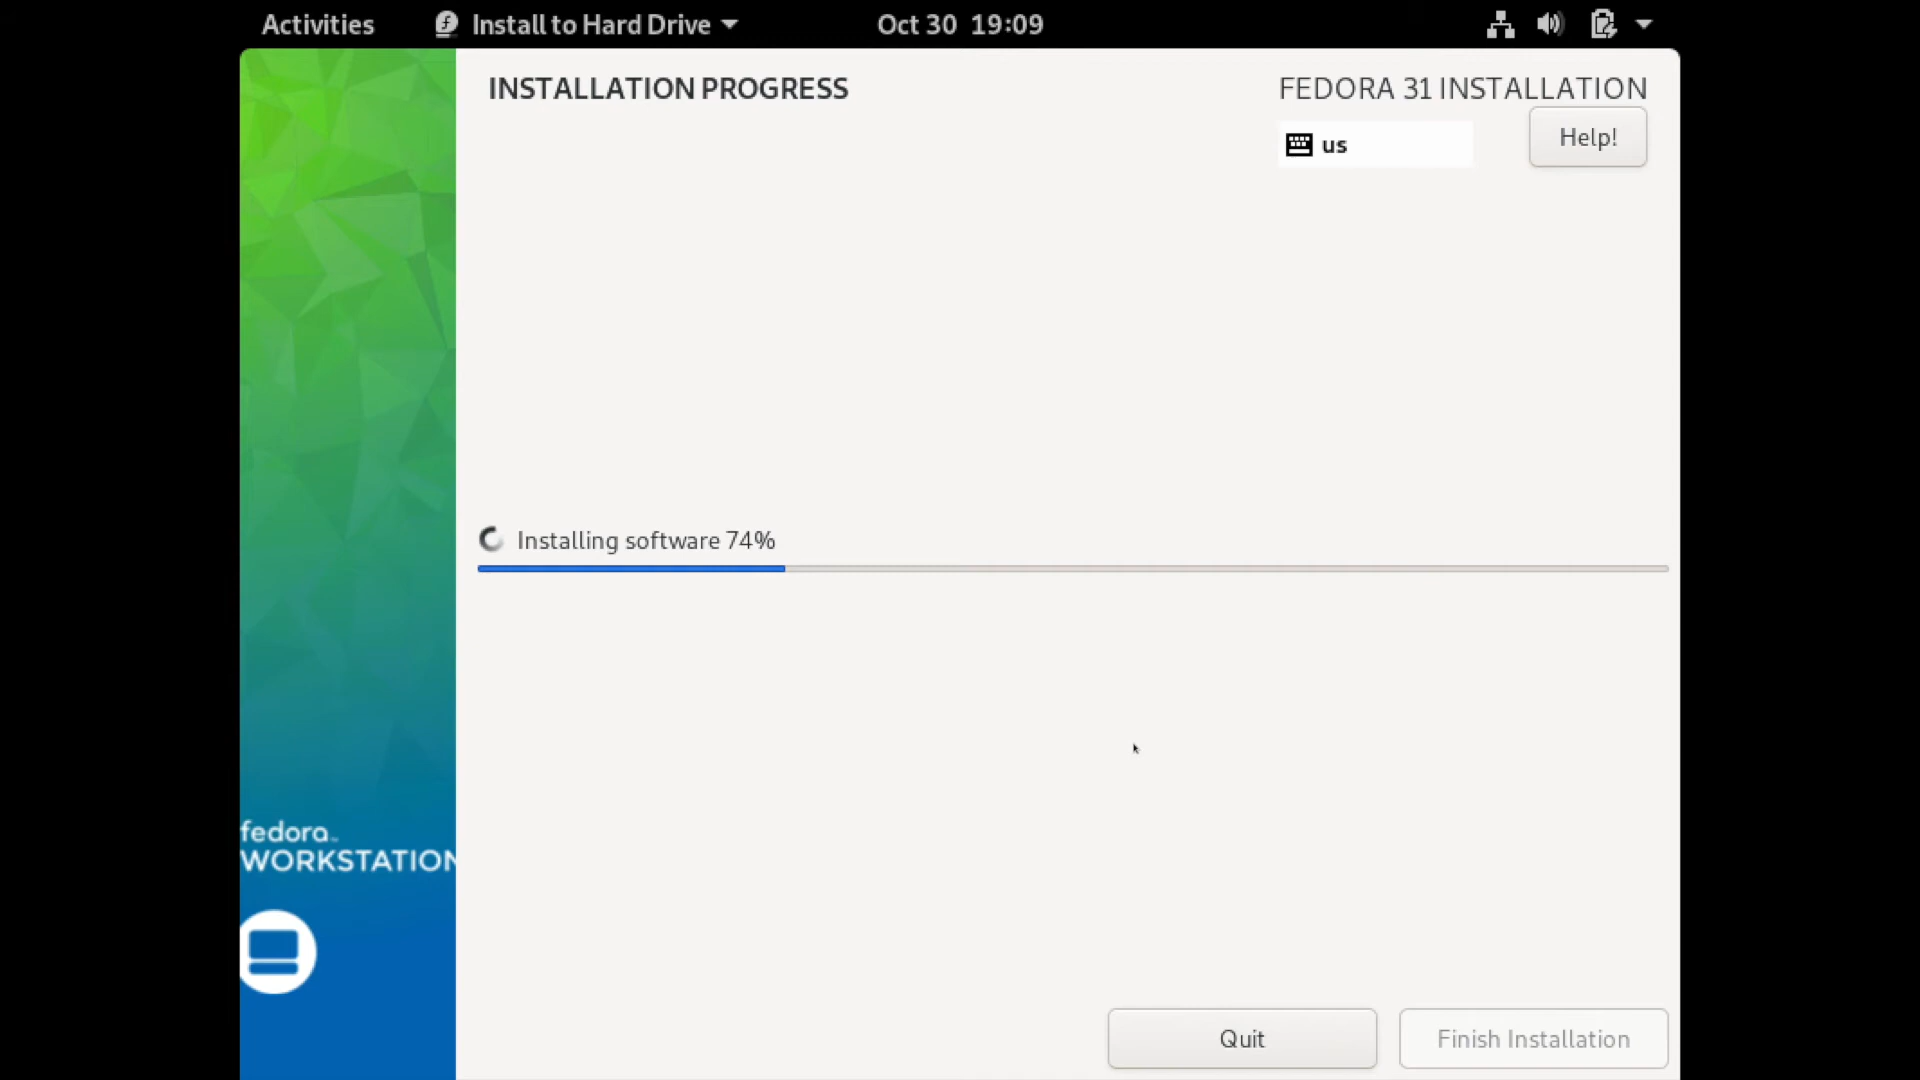 Activities Install to Hard Drive Oct 30 19:09
INSTALLATION PROGRESS
FEDORA 31 INSTALLATION
us
Help!
Installing software 74%
fedora™
WORKSTATION
Quit
Finish Installation